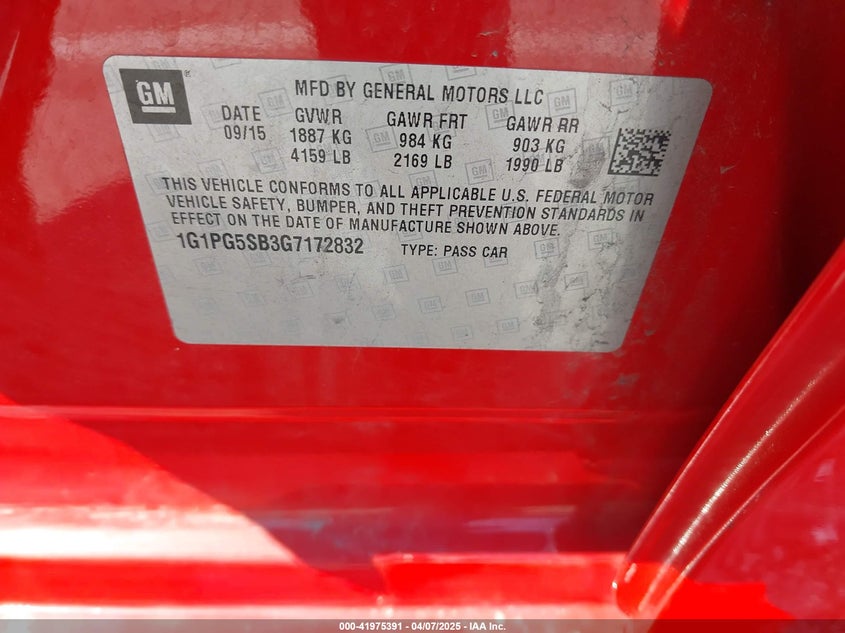 GM
MFD BY GENERAL MOTORS LLC
DATE GVWR GAWR FRT GAWR RR
09/15 1887 KG 984 KG 903 KG
4159 LB 2169 LB 1990 LB
THIS VEHICLE CONFORMS TO ALL APPLICABLE U.S. FEDERAL MOTOR
VEHICLE SAFETY, BUMPER, AND THEFT PREVENTION STANDARDS IN
EFFECT ON THE DATE OF MANUFACTURE SHOWN ABOVE.
1G1PG5SB3G7172832 TYPE: PASS CAR
000-41975391 - 04/07/2025 - IAA Inc.